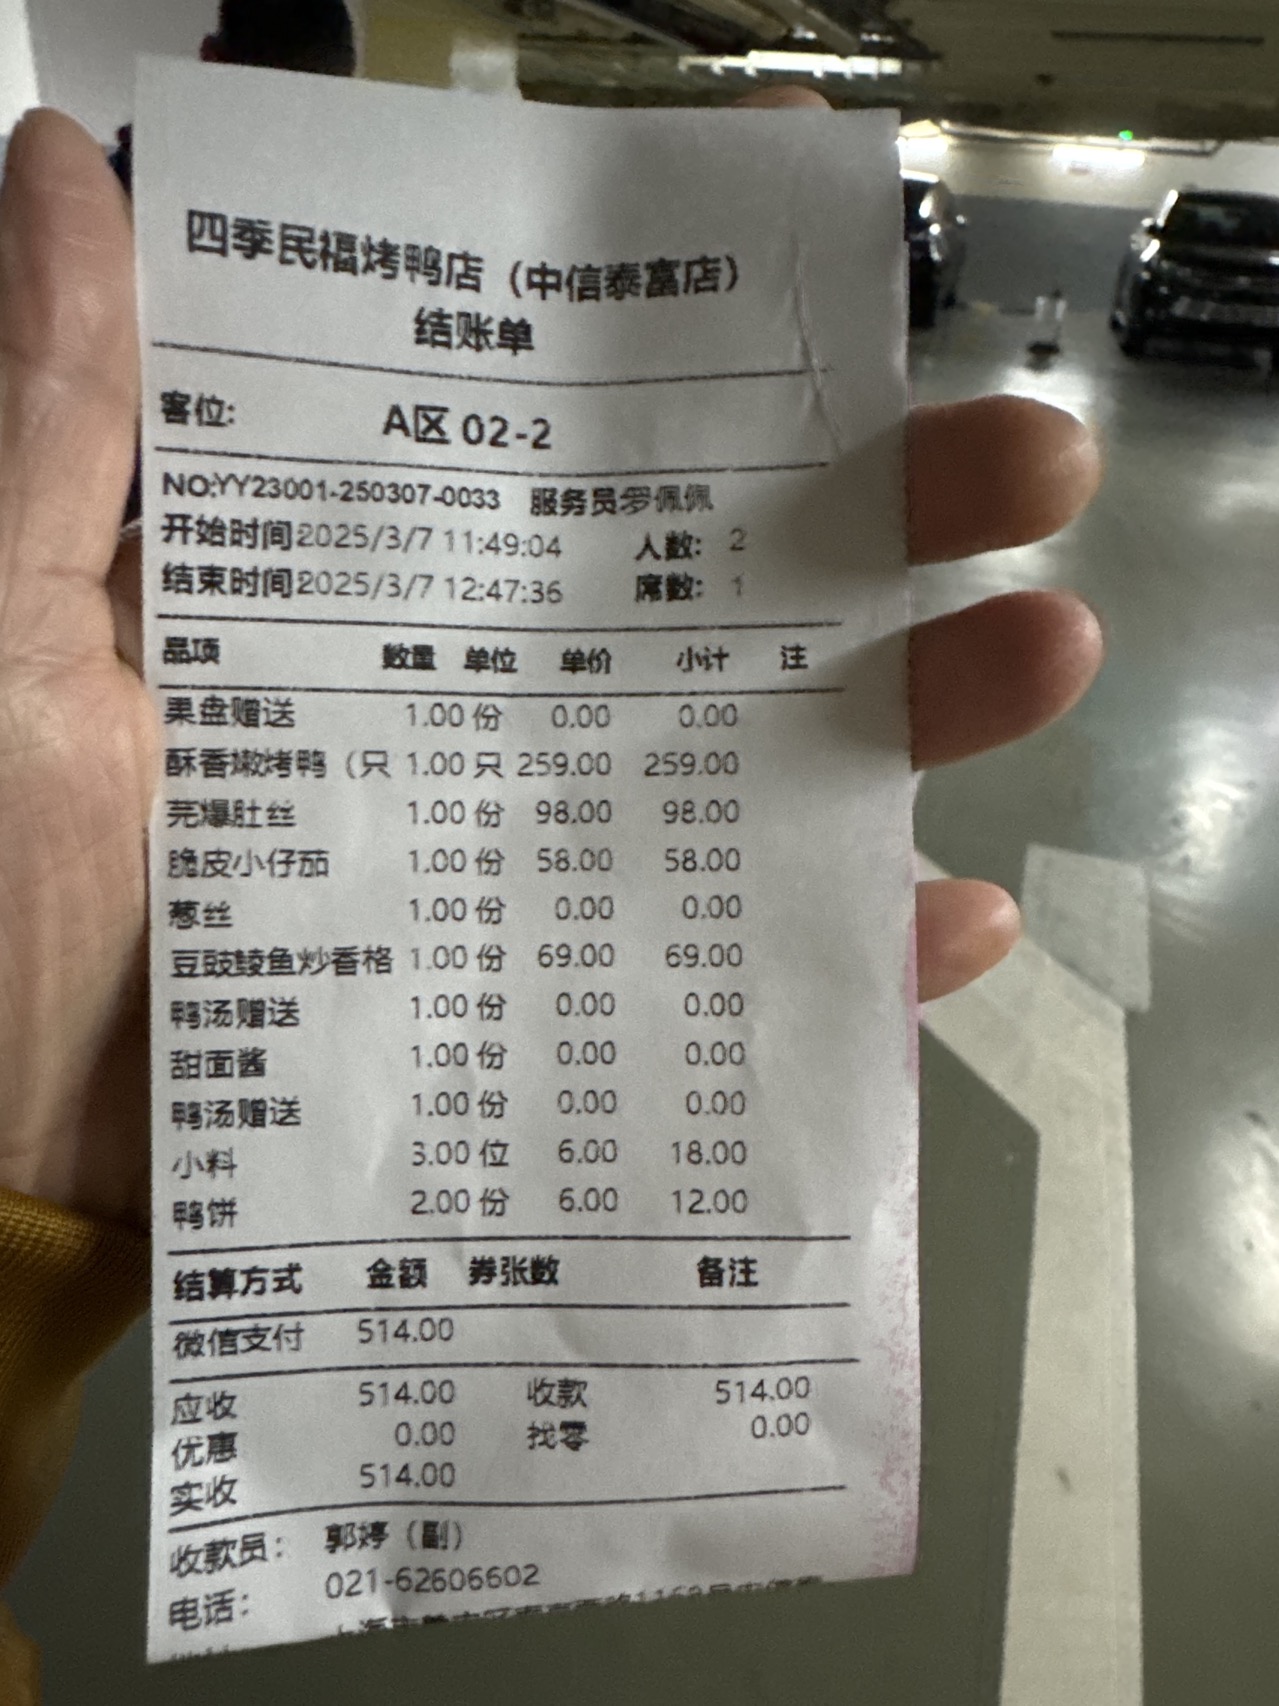 四季民福烤鸭店（中信泰富店）
结账单
客位: A区 02-2
NO:YY23001-250307-0033 服务员罗佩佩
开始时间2025/3/7 11:49:04 人数: 2
结束时间2025/3/7 12:47:36 席数: 1
品项 数量 单位 单价 小计 注
果盘赠送 1.00 份 0.00 0.00
酥香嫩烤鸭（只 1.00 只 259.00 259.00
芫爆肚丝 1.00 份 98.00 98.00
脆皮小仔茄 1.00 份 58.00 58.00
葱丝 1.00 份 0.00 0.00
豆豉鲮鱼炒香格 1.00 份 69.00 69.00
鸭汤赠送 1.00 份 0.00 0.00
甜面酱 1.00 份 0.00 0.00
鸭汤赠送 1.00 份 0.00 0.00
小料 3.00 位 6.00 18.00
鸭饼 2.00 份 6.00 12.00
结算方式 金额 券张数 备注
微信支付 514.00
应收 514.00 收款 514.00
优惠 0.00 找零 0.00
实收 514.00
收款员: 郭婷（副）
电话: 021-62606602